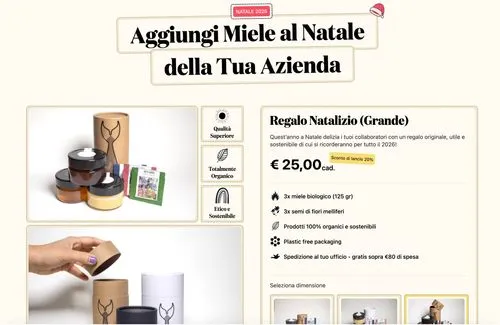 NATALE 2026
Aggiungi Miele al Natale
della Tua Azienda
Qualità
Superiore
Totalmente
Organico
Etico e
Sostenibile
Regalo Natalizio (Grande)
Quest'anno a Natale delizia i tuoi collaboratori con un regalo originale, utile e
sostenibile di cui si ricorderanno per tutto il 2026!
€ 25,00cad.
Sconto di lancio 20%
3x miele biologico (125 gr)
3x semi di fiori melliferi
Prodotti 100% organici e sostenibili
Plastic free packaging
Spedizione al tuo ufficio - gratis sopra €80 di spesa
Seleziona dimensione